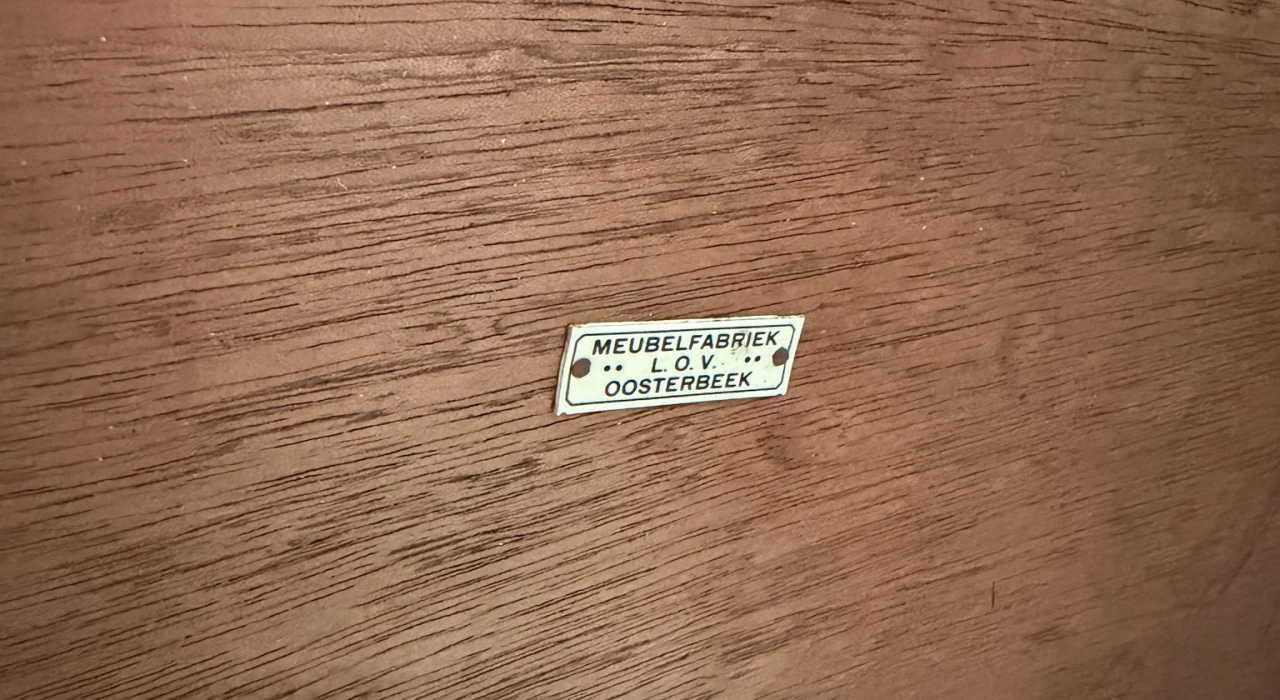 MEUBELFABRIEK
·· L. O. V. ··
OOSTERBEEK